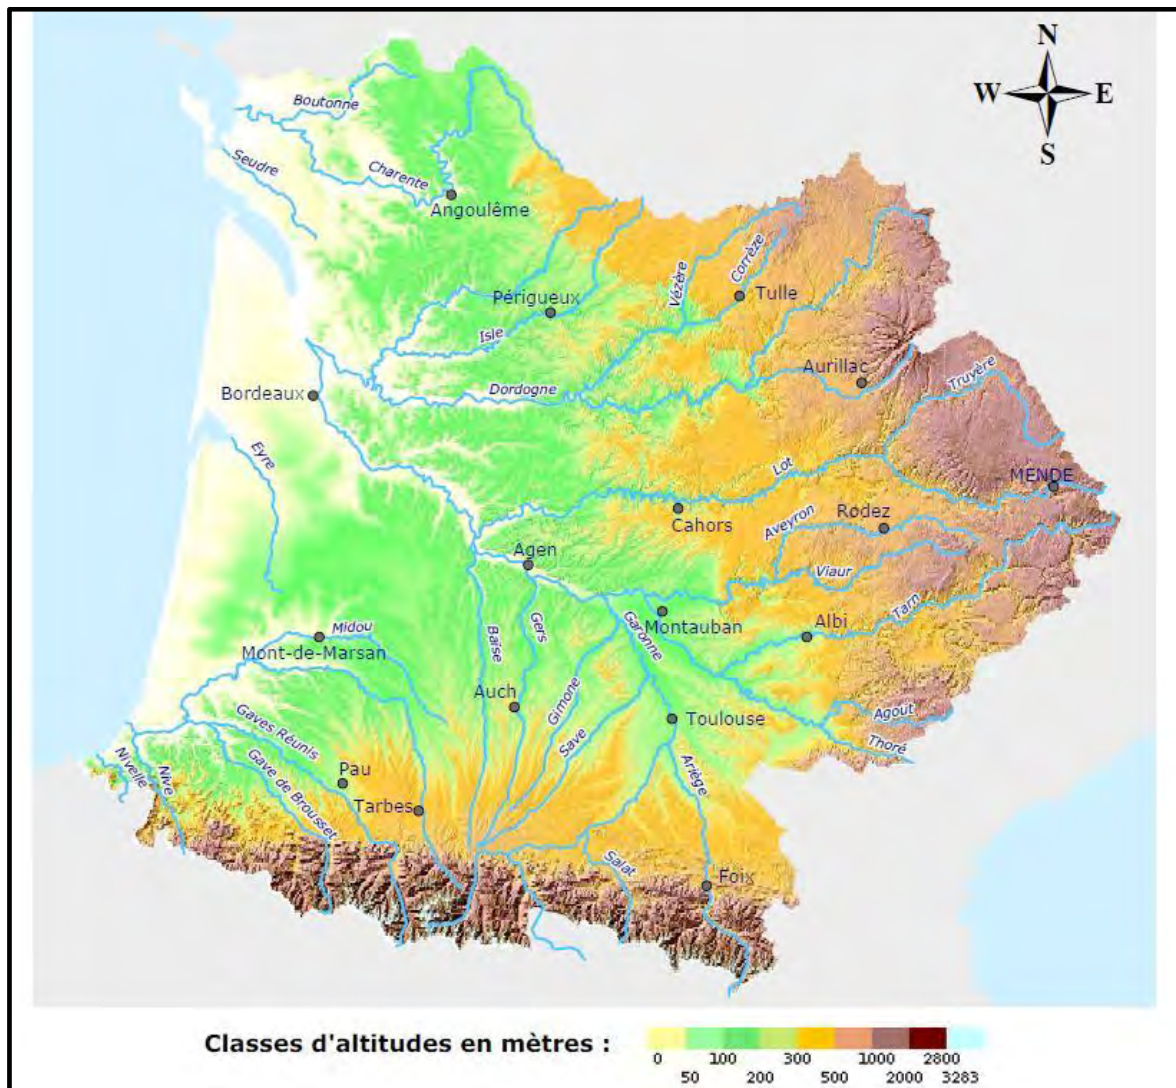 N
W E
S
Boutonne
Seudre
Charente
Angoulême
Corrèze
Vézère
Tulle
Périgueux
Isle
Aurillac
Truyère
Dordogne
Bordeaux
Eyre
Lot
MENDE
Cahors
Aveyron
Rodez
Agen
Viaur
Gers
Garonne
Montauban
Tarn
Albi
Midou
Mont-de-Marsan
Baïse
Auch
Gimone
Save
Toulouse
Agout
Thoré
Gaves Réunis
Gave de Brousset
Nivelle
Nive
Pau
Tarbes
Ariège
Salat
Foix
Classes d'altitudes en mètres :
0 100 300 1000 2800
50 200 500 2000 3283